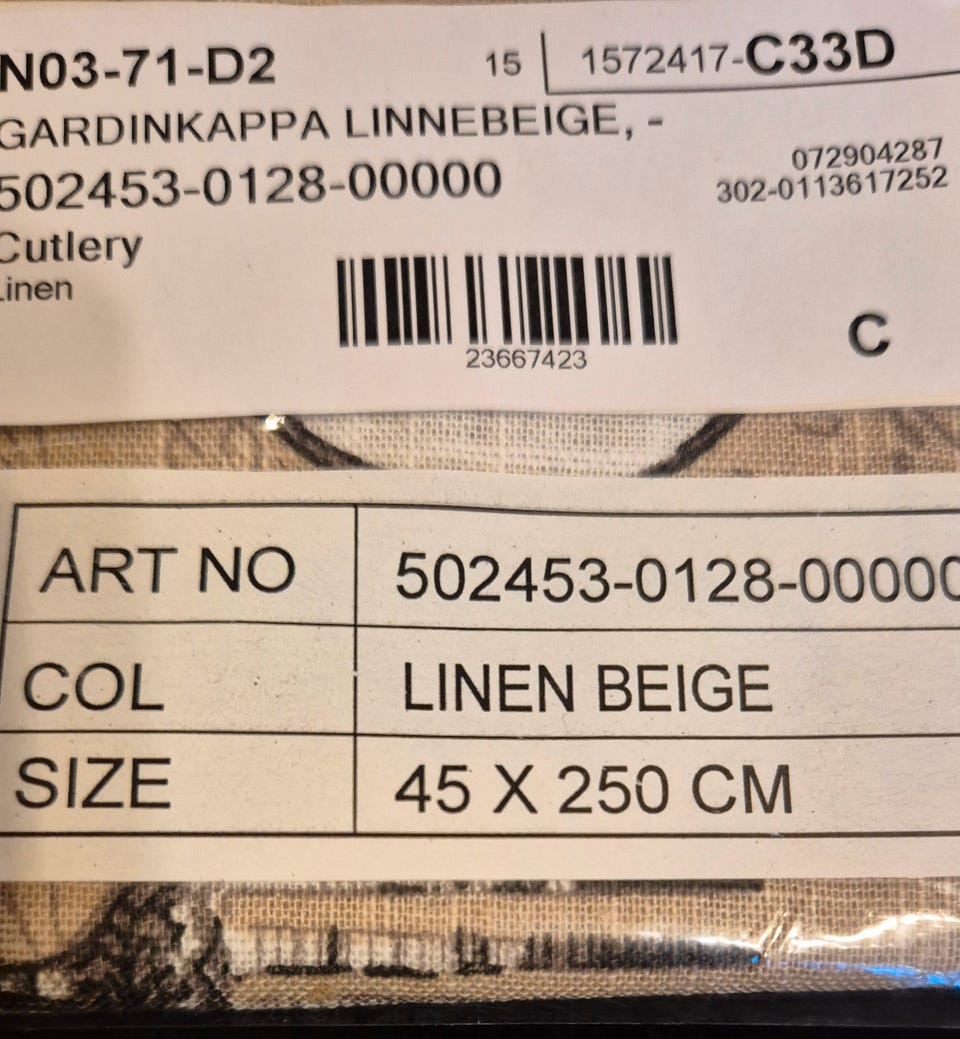 N03-71-D2 15 1572417-C33D
GARDINKAPPA LINNEBEIGE, -
072904287
502453-0128-00000 302-0113617252
Cutlery
Linen
23667423
C
ART NO 502453-0128-00000
COL LINEN BEIGE
SIZE 45 X 250 CM